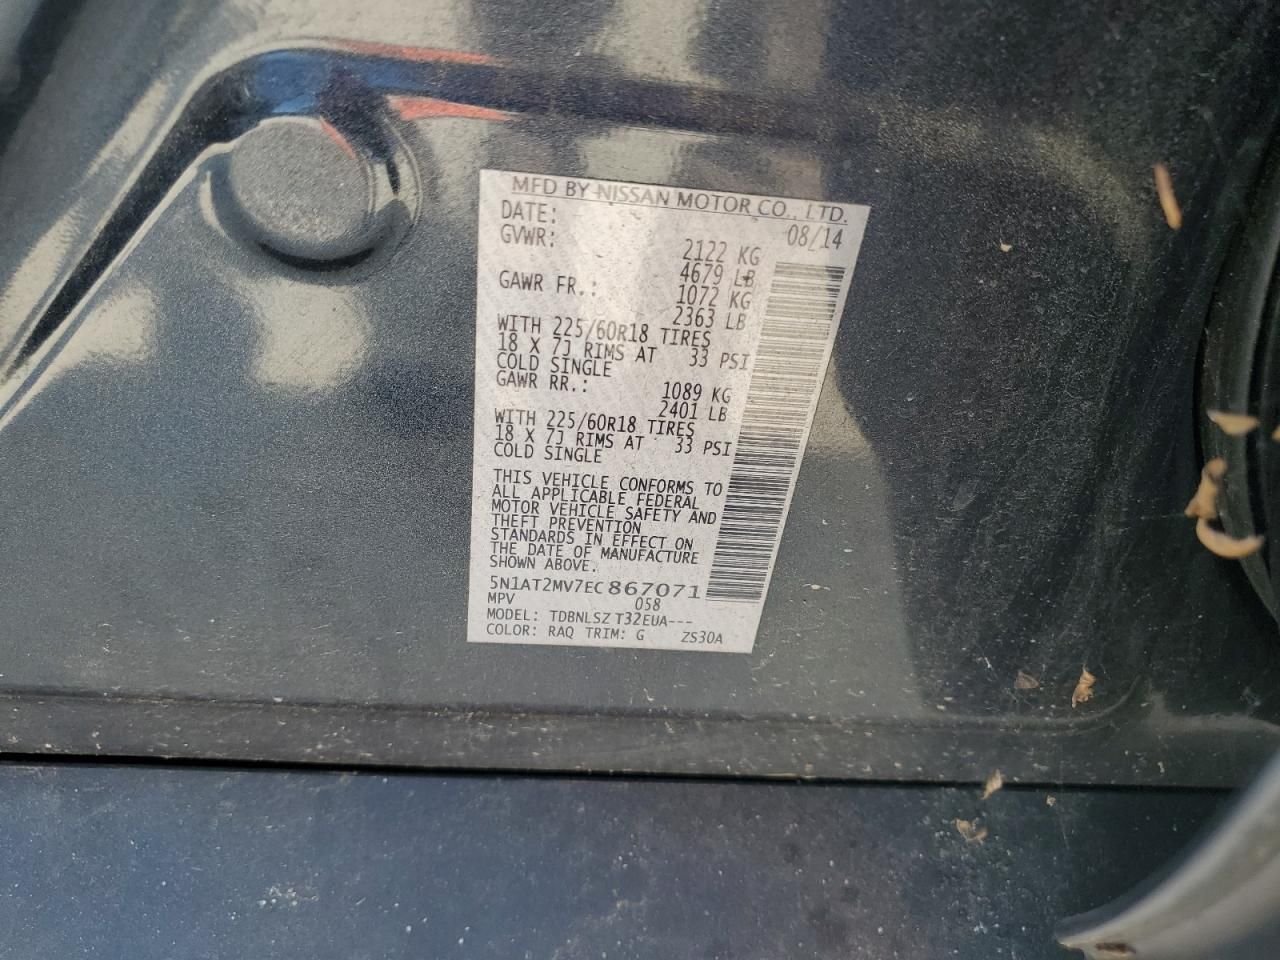 MFD BY NISSAN MOTOR CO., LTD.
DATE: 08/14
GVWR: 2122 KG
4679 LB
GAWR FR.: 1072 KG
2363 LB
WITH 225/60R18 TIRES
18 X 7J RIMS AT 33 PSI
COLD SINGLE
GAWR RR.: 1089 KG
2401 LB
WITH 225/60R18 TIRES
18 X 7J RIMS AT 33 PSI
COLD SINGLE
THIS VEHICLE CONFORMS TO
ALL APPLICABLE FEDERAL
MOTOR VEHICLE SAFETY AND
THEFT PREVENTION
STANDARDS IN EFFECT ON
THE DATE OF MANUFACTURE
SHOWN ABOVE.
5N1AT2MV7EC867071
MPV 058
MODEL: TDBNLSZ T32EUA---
COLOR: RAQ TRIM: G ZS30A